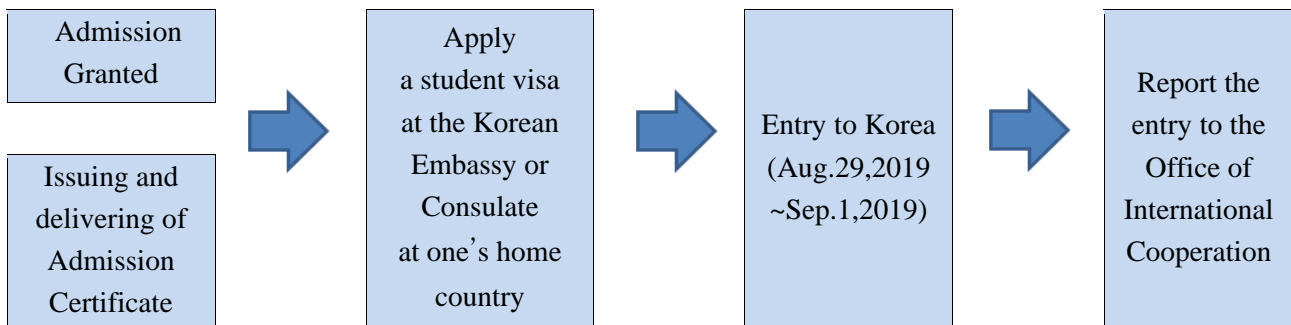 Admission
Granted
Issuing and
delivering of
Admission
Certificate
Apply
a student visa
at the Korean
Embassy or
Consulate
at one’s home
country
Entry to Korea
(Aug.29,2019
~Sep.1,2019)
Report the
entry to the
Office of
International
Cooperation